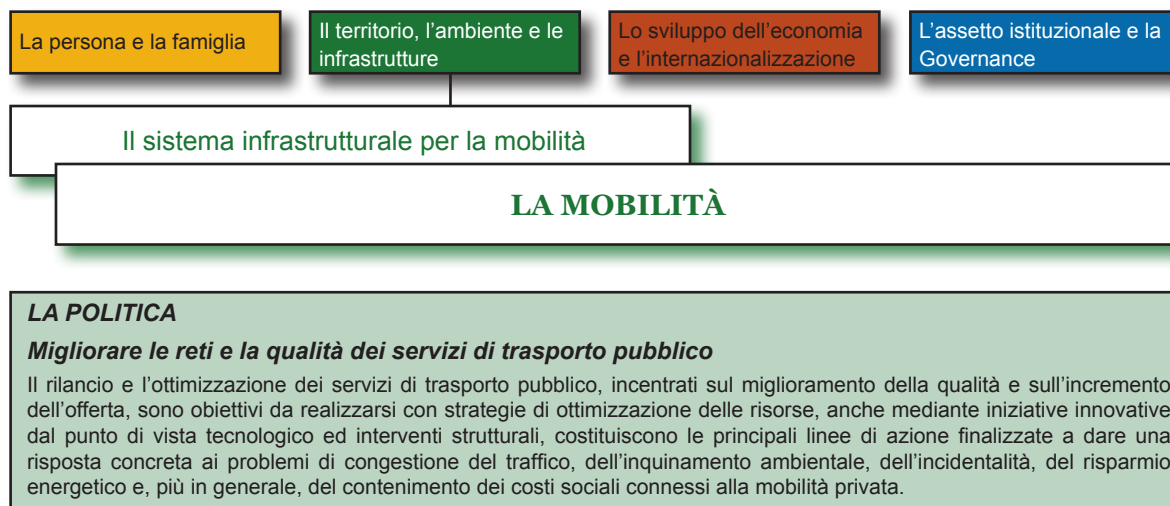 La persona e la famiglia
Il territorio, l’ambiente e le
infrastrutture
Lo sviluppo dell’economia
e l’internazionalizzazione
L’assetto istituzionale e la
Governance
Il sistema infrastrutturale per la mobilità
LA MOBILITÀ
LA POLITICA
Migliorare le reti e la qualità dei servizi di trasporto pubblico
Il rilancio e l’ottimizzazione dei servizi di trasporto pubblico, incentrati sul miglioramento della qualità e sull’incremento
dell’offerta, sono obiettivi da realizzarsi con strategie di ottimizzazione delle risorse, anche mediante iniziative innovative
dal punto di vista tecnologico ed interventi strutturali, costituiscono le principali linee di azione finalizzate a dare una
risposta concreta ai problemi di congestione del traffico, dell’inquinamento ambientale, dell’incidentalità, del risparmio
energetico e, più in generale, del contenimento dei costi sociali connessi alla mobilità privata.